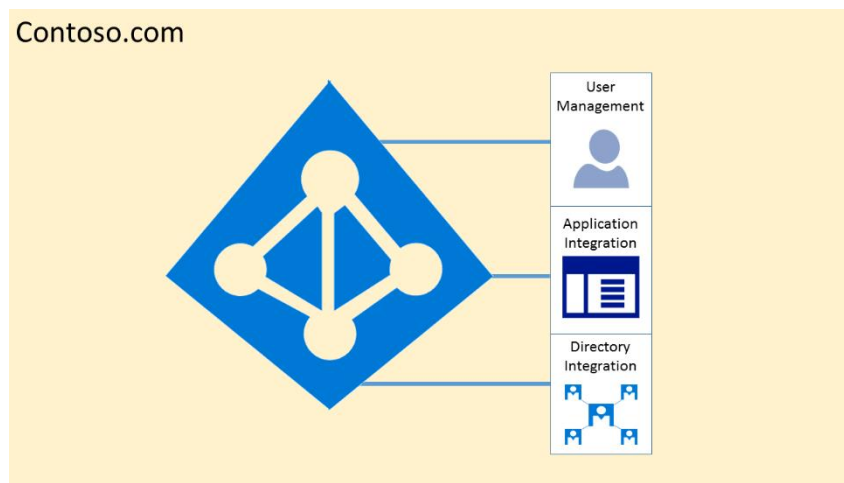 Contoso.com
User
Management
Application
Integration
Directory
Integration